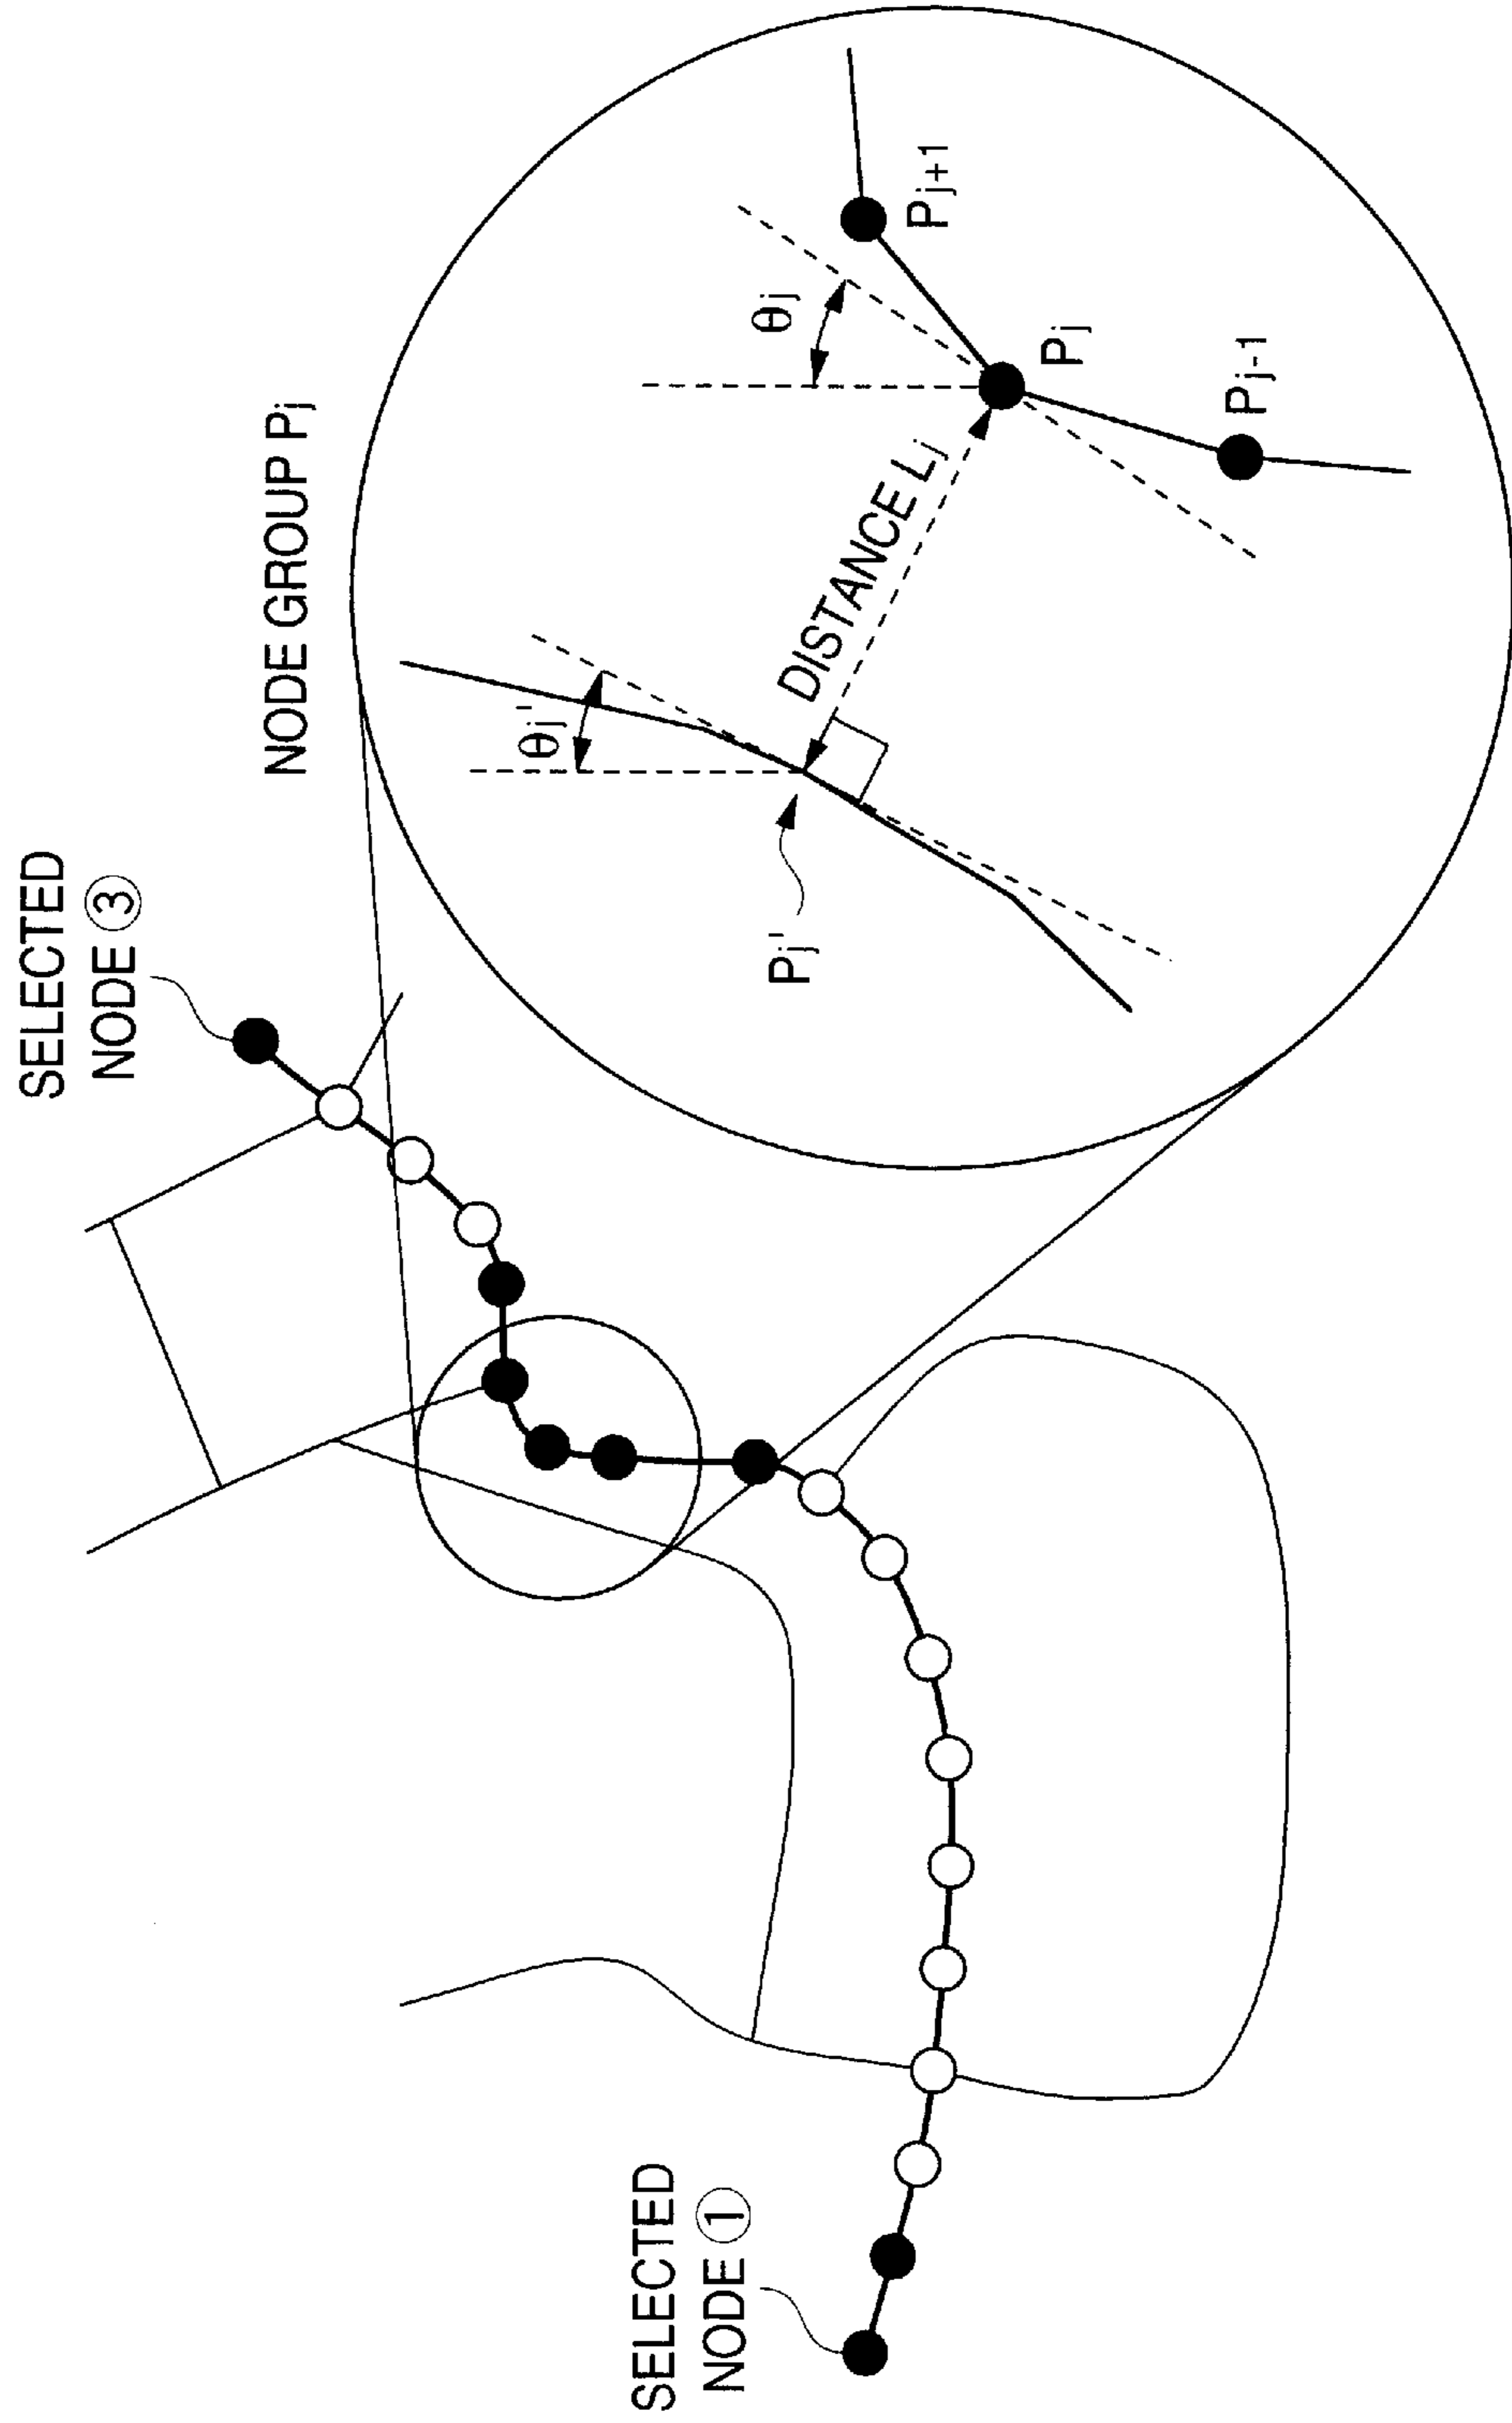 SELECTED
NODE ①
SELECTED
NODE ③
NODE GROUP Pj
θj'
Pj'
DISTANCE Lj
θj
Pj+1
Pj
Pj-1